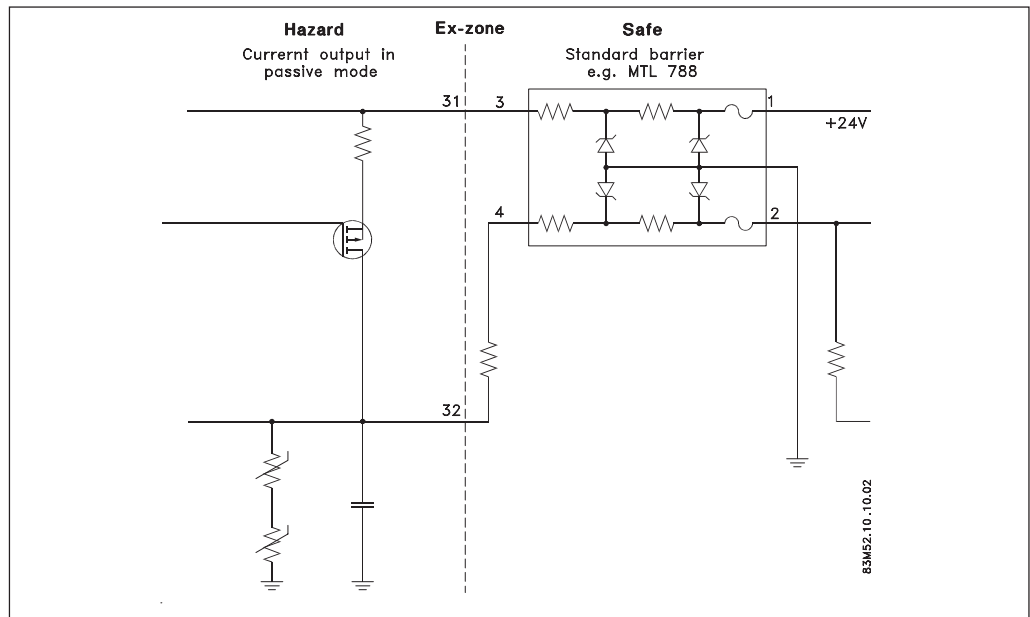 Hazard
Ex-zone
Safe
Currernt output in
passive mode
Standard barrier
e.g. MTL 788
31
3
1
+24V
4
2
32
83M52.10.10.02